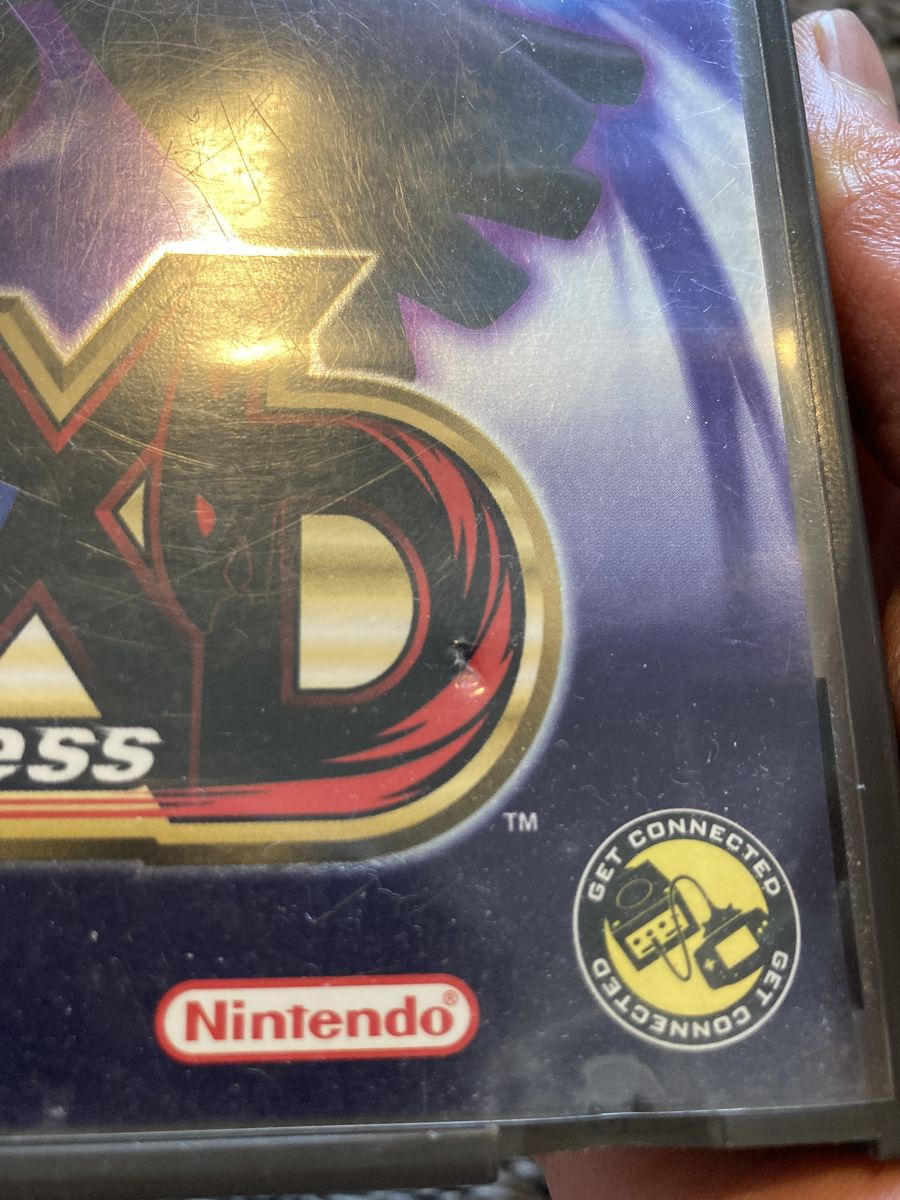 XD
ess
TM
GET CONNECTED
GET CONNECTED
Nintendo®